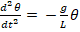 d²θ/dt² = −g/L θ